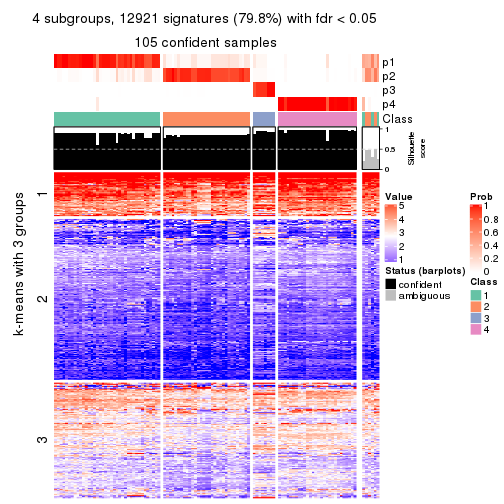 4 subgroups, 12921 signatures (79.8%) with fdr < 0.05
105 confident samples
p1
p2
p3
p4
Class
1
0.5
0
Silhouette
score
k-means with 3 groups
1
2
3
Value
5
4
3
2
1
Status (barplots)
confident
ambiguous
Prob
1
0.8
0.6
0.4
0.2
0
Class
1
2
3
4